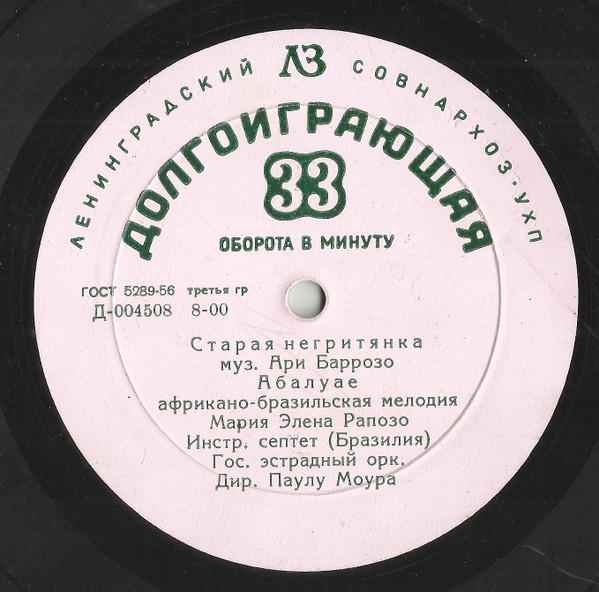 ЛЕНИНГРАДСКИЙ ЛЗ СОВНАРХОЗ·УХП
ДОЛГОИГРАЮЩАЯ
33
ОБОРОТА В МИНУТУ
ГОСТ 5289-56 третья гр
Д-004508 8-00
Старая негритянка
муз. Ари Баррозо
Абалуае
африкано-бразильская мелодия
Мария Элена Рапозо
Инстр. септет (Бразилия)
Гос. эстрадный орк.
Дир. Паулу Моура